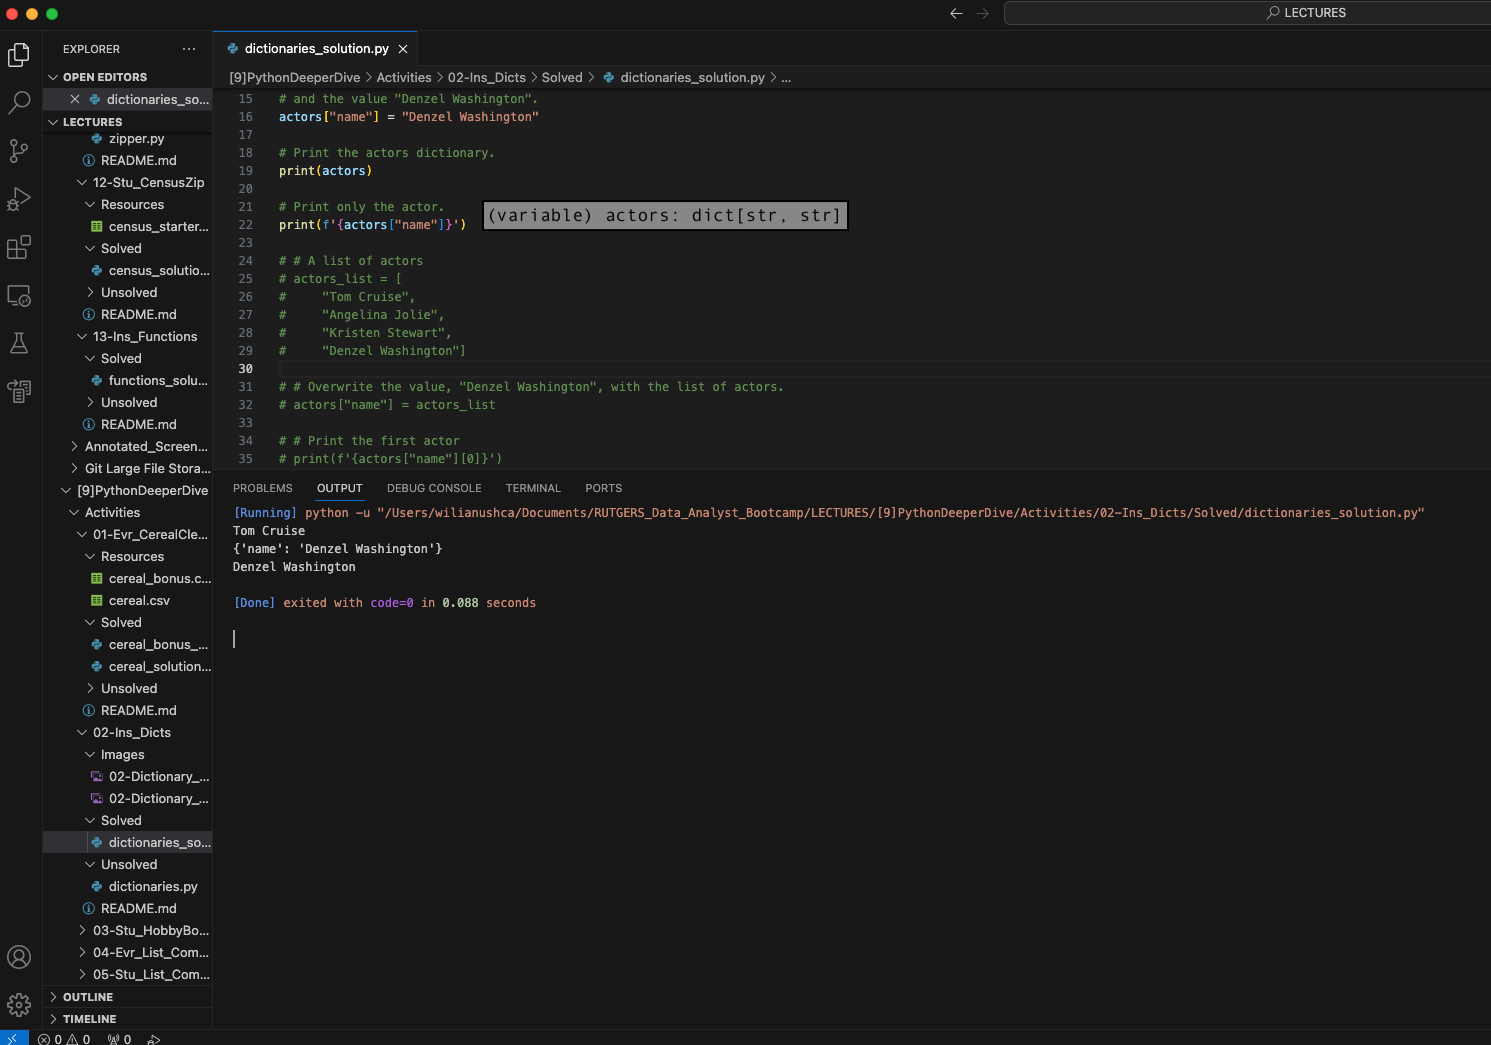 LECTURES
EXPLORER ...
dictionaries_solution.py
OPEN EDITORS
dictionaries_so...
LECTURES
zipper.py
README.md
12-Stu_CensusZip
Resources
census_starter...
Solved
census_solutio...
Unsolved
README.md
13-Ins_Functions
Solved
functions_solu...
Unsolved
README.md
Annotated_Screen...
Git Large File Stora...
[9]PythonDeeperDive
Activities
01-Evr_CerealCle...
Resources
cereal_bonus.c...
cereal.csv
Solved
cereal_bonus_...
cereal_solution...
Unsolved
README.md
02-Ins_Dicts
Images
02-Dictionary_...
02-Dictionary_...
Solved
dictionaries_so...
Unsolved
dictionaries.py
README.md
03-Stu_HobbyBo...
04-Evr_List_Com...
05-Stu_List_Com...
OUTLINE
TIMELINE
[9]PythonDeeperDive > Activities > 02-Ins_Dicts > Solved > dictionaries_solution.py > ...
15 # and the value "Denzel Washington".
16 actors["name"] = "Denzel Washington"
17
18 # Print the actors dictionary.
19 print(actors)
20
21 # Print only the actor.
22 print(f'{actors["name"]}')
(variable) actors: dict[str, str]
23
24 # # A list of actors
25 # actors_list = [
26 #     "Tom Cruise",
27 #     "Angelina Jolie",
28 #     "Kristen Stewart",
29 #     "Denzel Washington"]
30
31 # # Overwrite the value, "Denzel Washington", with the list of actors.
32 # actors["name"] = actors_list
33
34 # # Print the first actor
35 # print(f'{actors["name"][0]}')
PROBLEMS OUTPUT DEBUG CONSOLE TERMINAL PORTS
[Running] python -u "/Users/wilianushca/Documents/RUTGERS_Data_Analyst_Bootcamp/LECTURES/[9]PythonDeeperDive/Activities/02-Ins_Dicts/Solved/dictionaries_solution.py"
Tom Cruise
{'name': 'Denzel Washington'}
Denzel Washington
[Done] exited with code=0 in 0.088 seconds
0 0 0